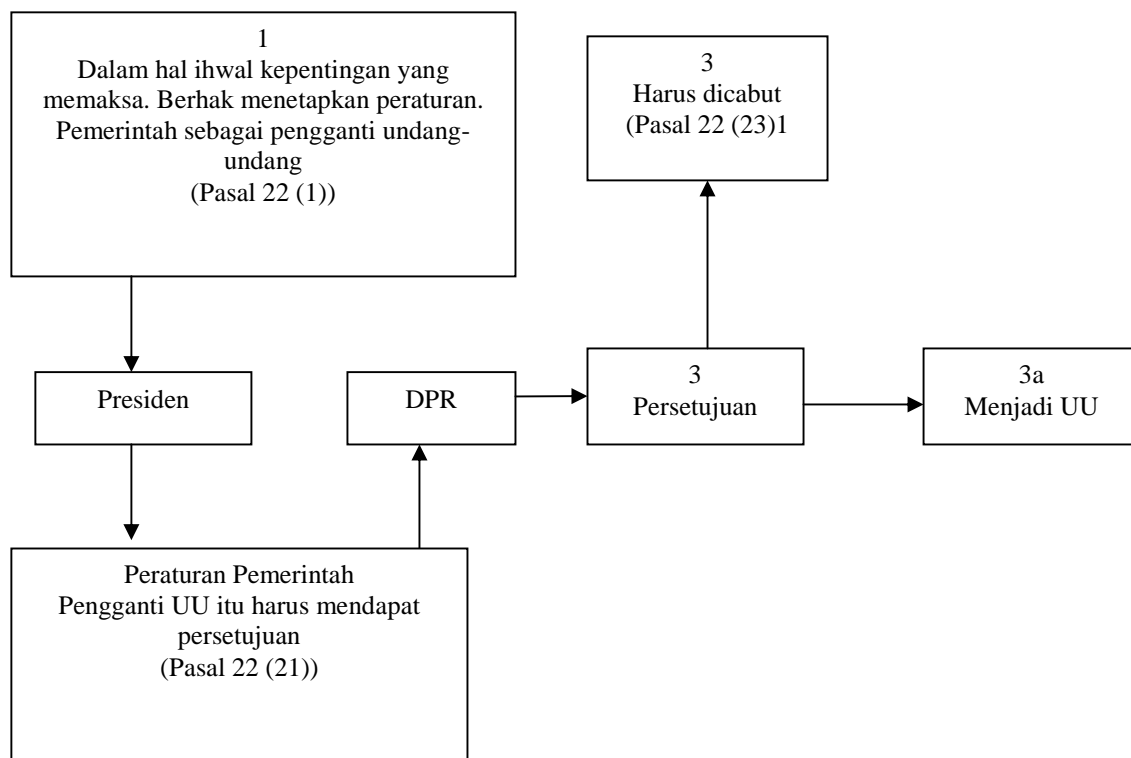 1
Dalam hal ihwal kepentingan yang
memaksa. Berhak menetapkan peraturan.
Pemerintah sebagai pengganti undang-
undang
(Pasal 22 (1))
3
Harus dicabut
(Pasal 22 (23)1
Presiden
DPR
3
Persetujuan
3a
Menjadi UU
Peraturan Pemerintah
Pengganti UU itu harus mendapat
persetujuan
(Pasal 22 (21))